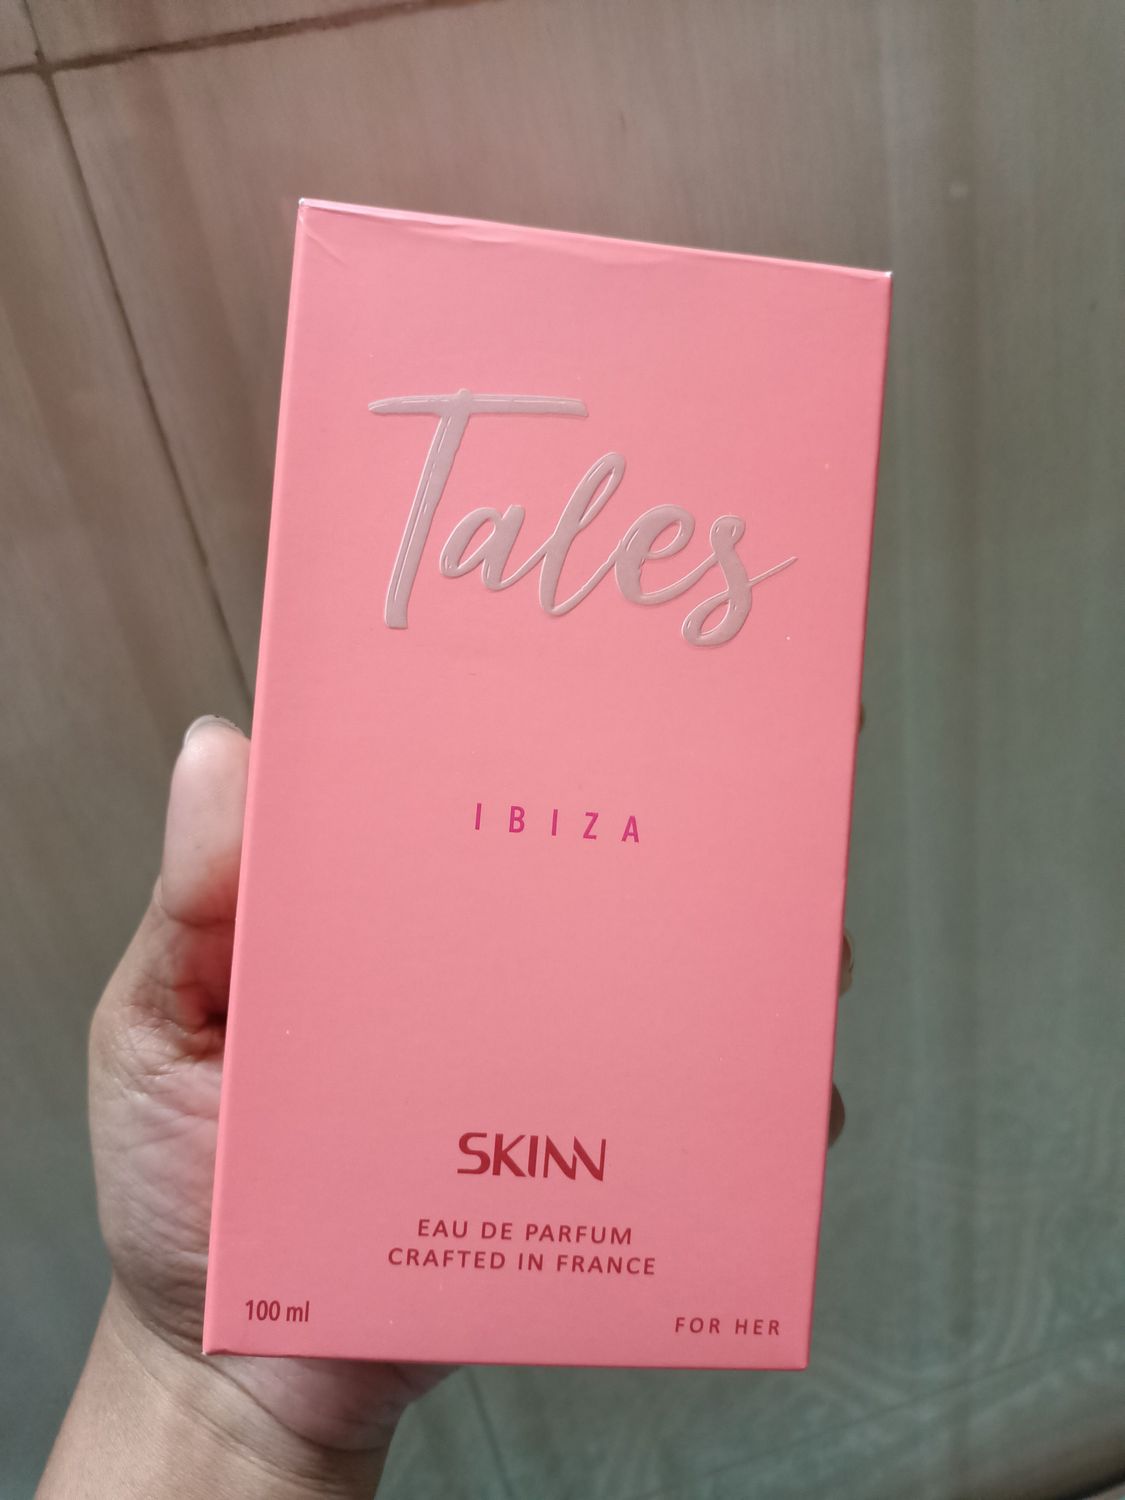 Tales
IBIZA
SKINN
EAU DE PARFUM
CRAFTED IN FRANCE
100 ml
FOR HER